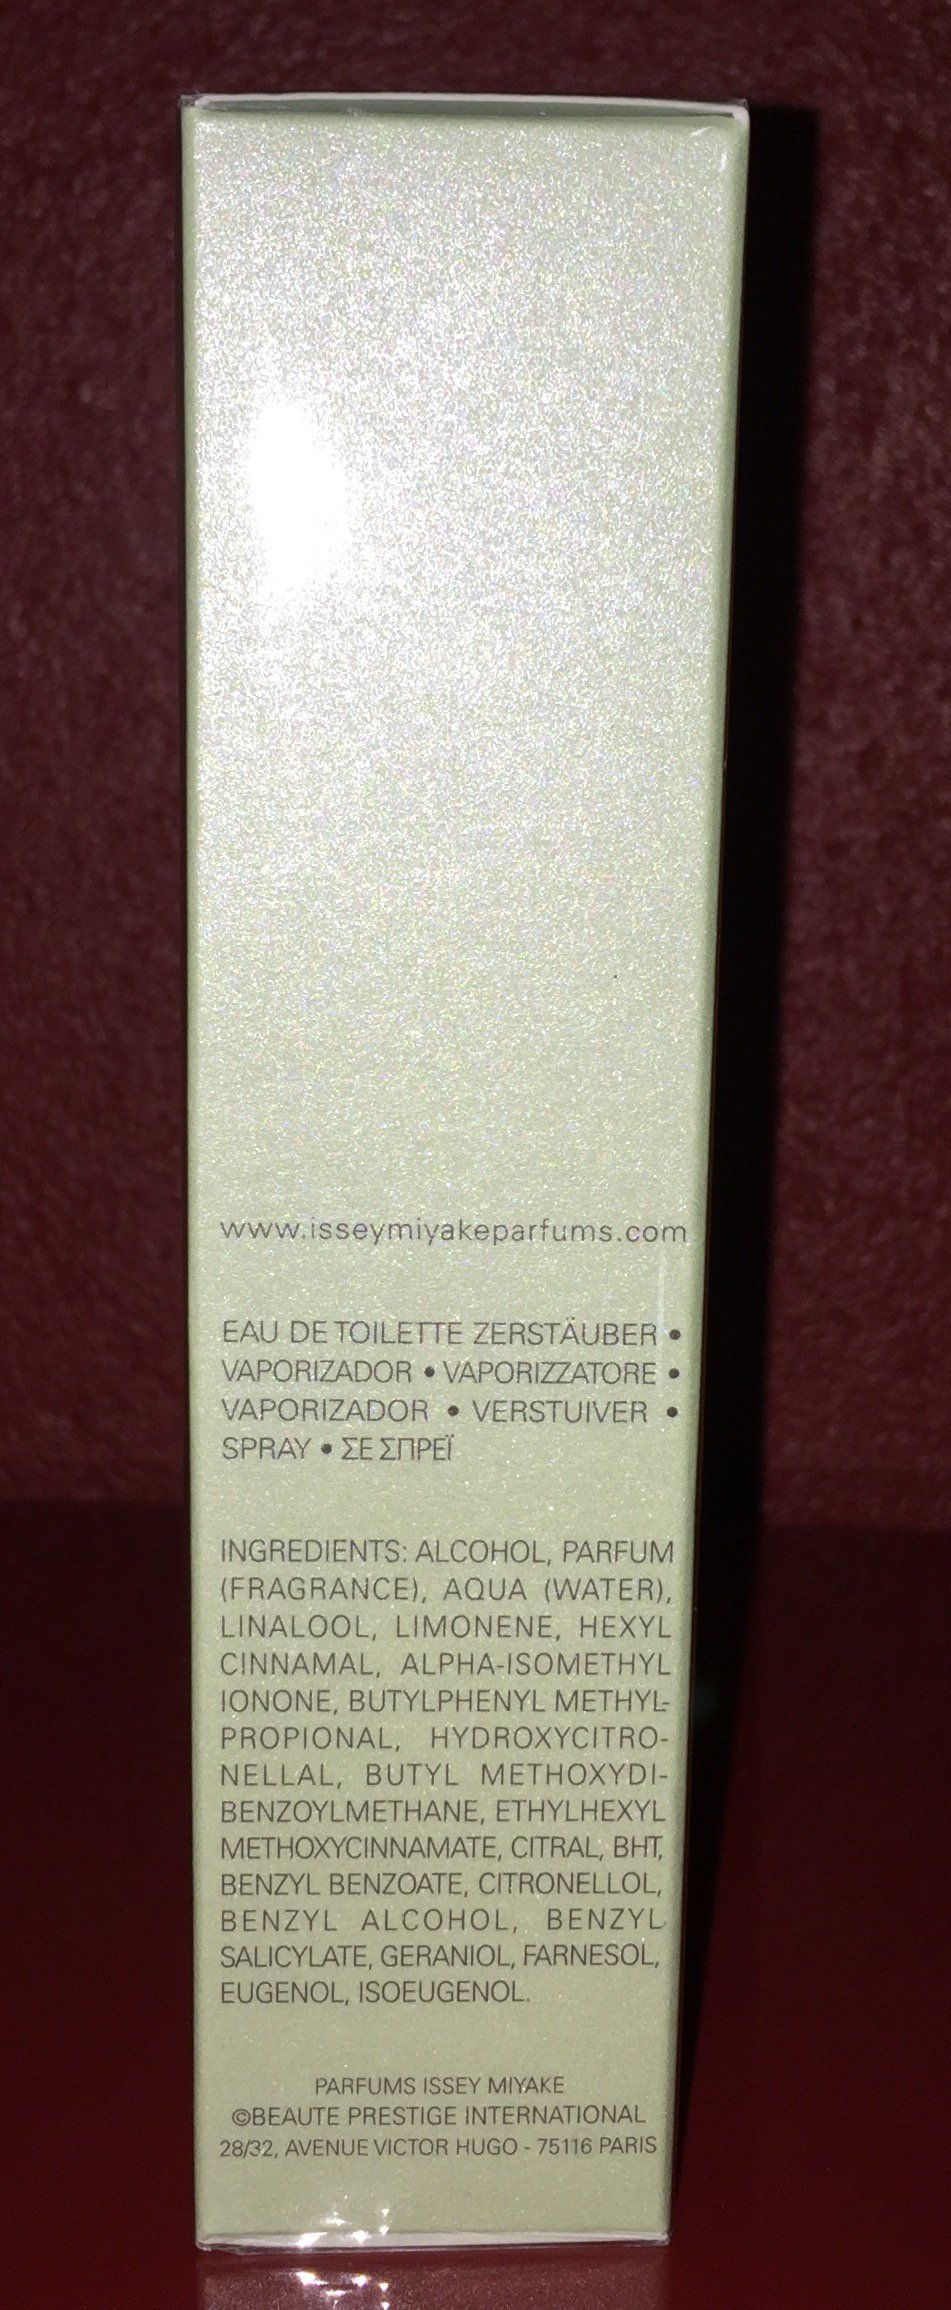 www.isseymiyakeparfums.com
EAU DE TOILETTE ZERSTÄUBER •
VAPORIZADOR • VAPORIZZATORE •
VAPORIZADOR • VERSTUIVER •
SPRAY • ΣΕ ΣΠΡΕΪ
INGREDIENTS: ALCOHOL, PARFUM
(FRAGRANCE), AQUA (WATER),
LINALOOL, LIMONENE, HEXYL
CINNAMAL, ALPHA-ISOMETHYL
IONONE, BUTYLPHENYL METHYL-
PROPIONAL, HYDROXYCITRO-
NELLAL, BUTYL METHOXYDI-
BENZOYLMETHANE, ETHYLHEXYL
METHOXYCINNAMATE, CITRAL, BHT,
BENZYL BENZOATE, CITRONELLOL,
BENZYL ALCOHOL, BENZYL
SALICYLATE, GERANIOL, FARNESOL,
EUGENOL, ISOEUGENOL.
PARFUMS ISSEY MIYAKE
©BEAUTE PRESTIGE INTERNATIONAL
28/32, AVENUE VICTOR HUGO - 75116 PARIS